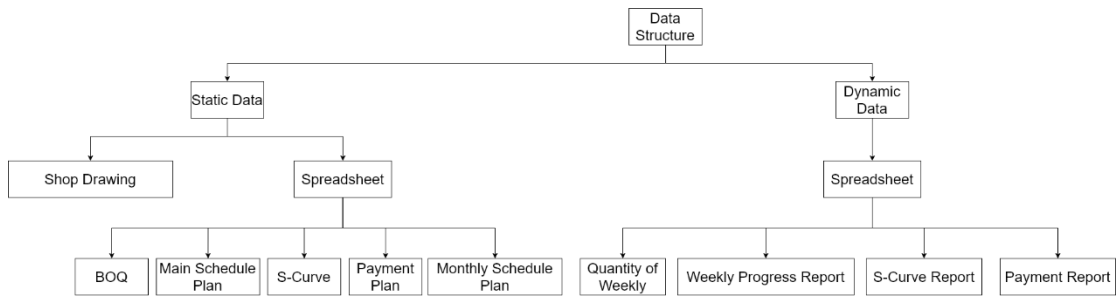 Data
Structure
Static Data
Dynamic
Data
Shop Drawing
Spreadsheet
Spreadsheet
BOQ
Main Schedule
Plan
S-Curve
Payment
Plan
Monthly Schedule
Plan
Quantity of
Weekly
Weekly Progress Report
S-Curve Report
Payment Report